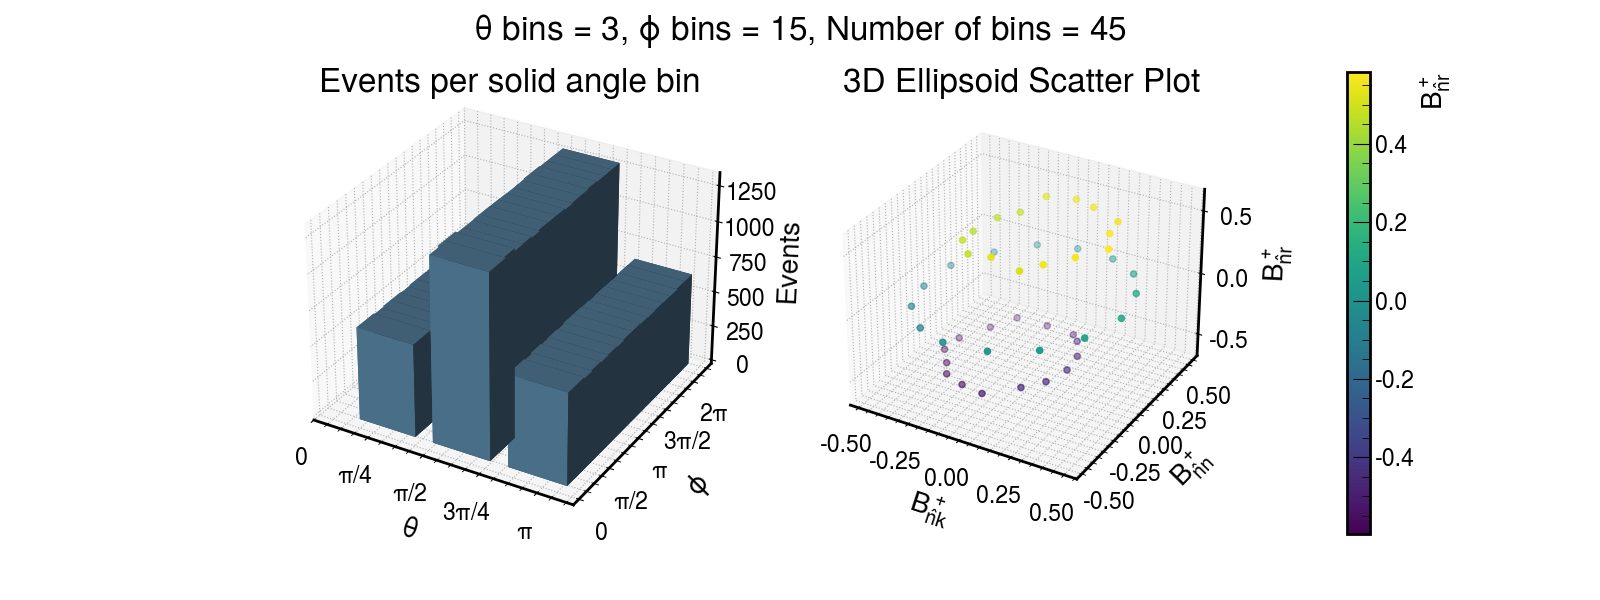 θ bins = 3, ϕ bins = 15, Number of bins = 45
Events per solid angle bin
3D Ellipsoid Scatter Plot
1250
1000
750
500
250
0
Events
0
π/4
π/2
3π/4
π
θ
0
π/2
π
3π/2
2π
ϕ
0.5
0.0
-0.5
B⁺n̂r
-0.50
-0.25
0.00
0.25
0.50
B⁺n̂k
-0.50
-0.25
0.00
0.25
0.50
B⁺n̂n
B⁺n̂r
0.4
0.2
0.0
-0.2
-0.4